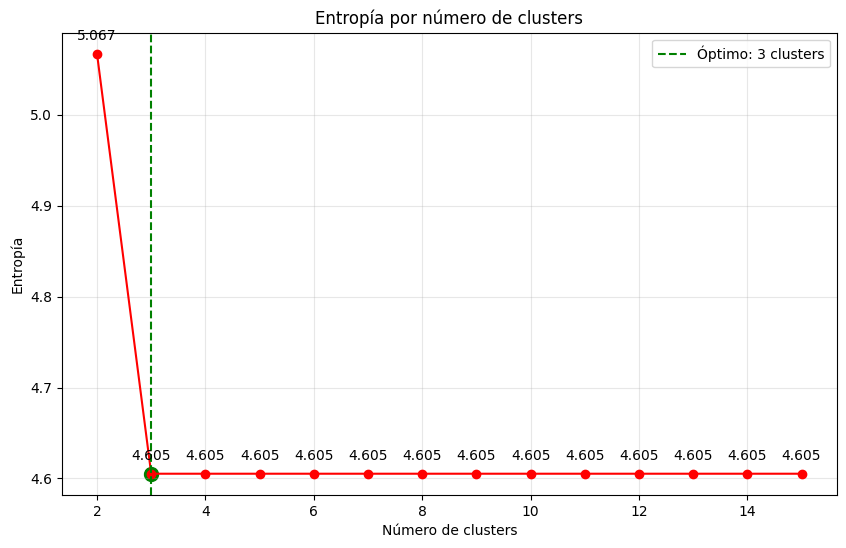 Entropía por número de clusters
5.067
Óptimo: 3 clusters
5.0
4.9
4.8
4.7
4.6
Entropía
4.605 4.605 4.605 4.605 4.605 4.605 4.605 4.605 4.605 4.605 4.605 4.605 4.605
2 4 6 8 10 12 14
Número de clusters